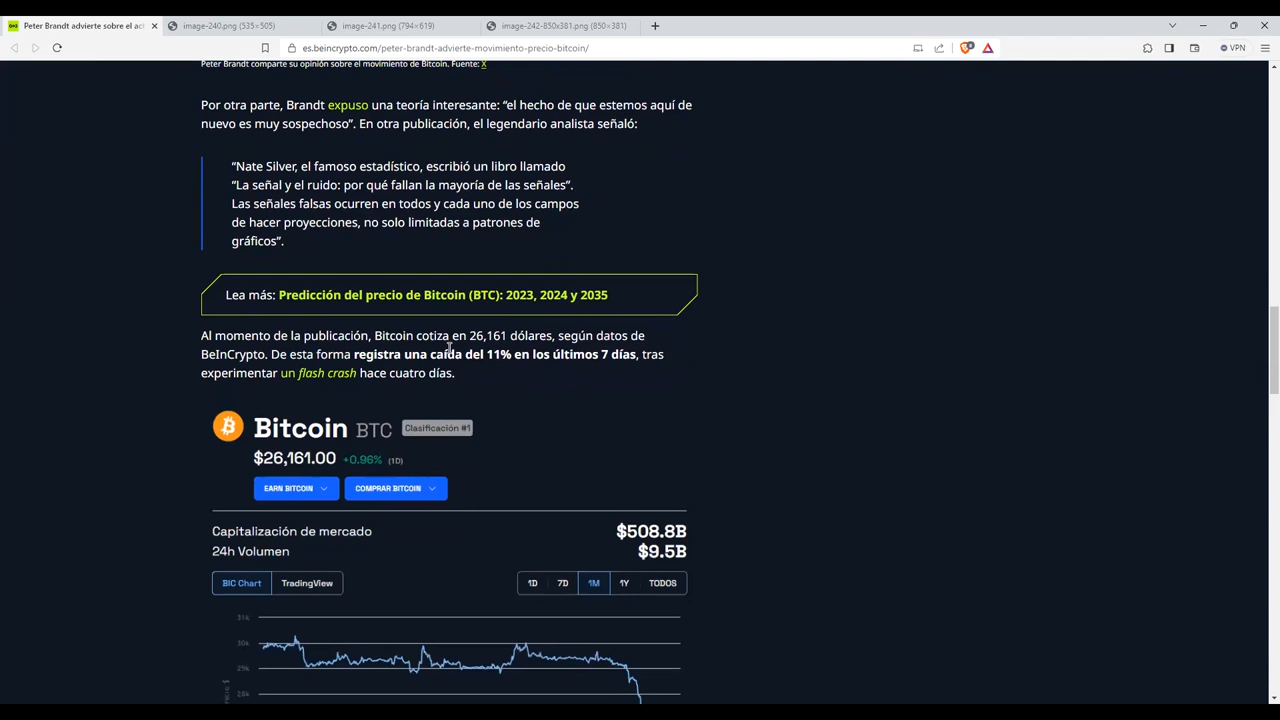 Peter Brandt advierte sobre el act
image-240.png (535×505)
image-241.png (794×619)
image-242-850x381.png (850×381)
es.beincrypto.com/peter-brandt-advierte-movimiento-precio-bitcoin/
VPN
Peter Brandt comparte su opinión sobre el movimiento de Bitcoin. Fuente: X
Por otra parte, Brandt expuso una teoría interesante: “el hecho de que estemos aquí de
nuevo es muy sospechoso”. En otra publicación, el legendario analista señaló:
“Nate Silver, el famoso estadístico, escribió un libro llamado
“La señal y el ruido: por qué fallan la mayoría de las señales”.
Las señales falsas ocurren en todos y cada uno de los campos
de hacer proyecciones, no solo limitadas a patrones de
gráficos”.
Lea más: Predicción del precio de Bitcoin (BTC): 2023, 2024 y 2035
Al momento de la publicación, Bitcoin cotiza en 26,161 dólares, según datos de
BeInCrypto. De esta forma registra una caída del 11% en los últimos 7 días, tras
experimentar un flash crash hace cuatro días.
Bitcoin BTC Clasificación #1
$26,161.00 +0.96% (1D)
EARN BITCOIN COMPRAR BITCOIN
Capitalización de mercado $508.8B
24h Volumen $9.5B
BIC Chart TradingView 1D 7D 1M 1Y TODOS
31k
30k
29k
28k